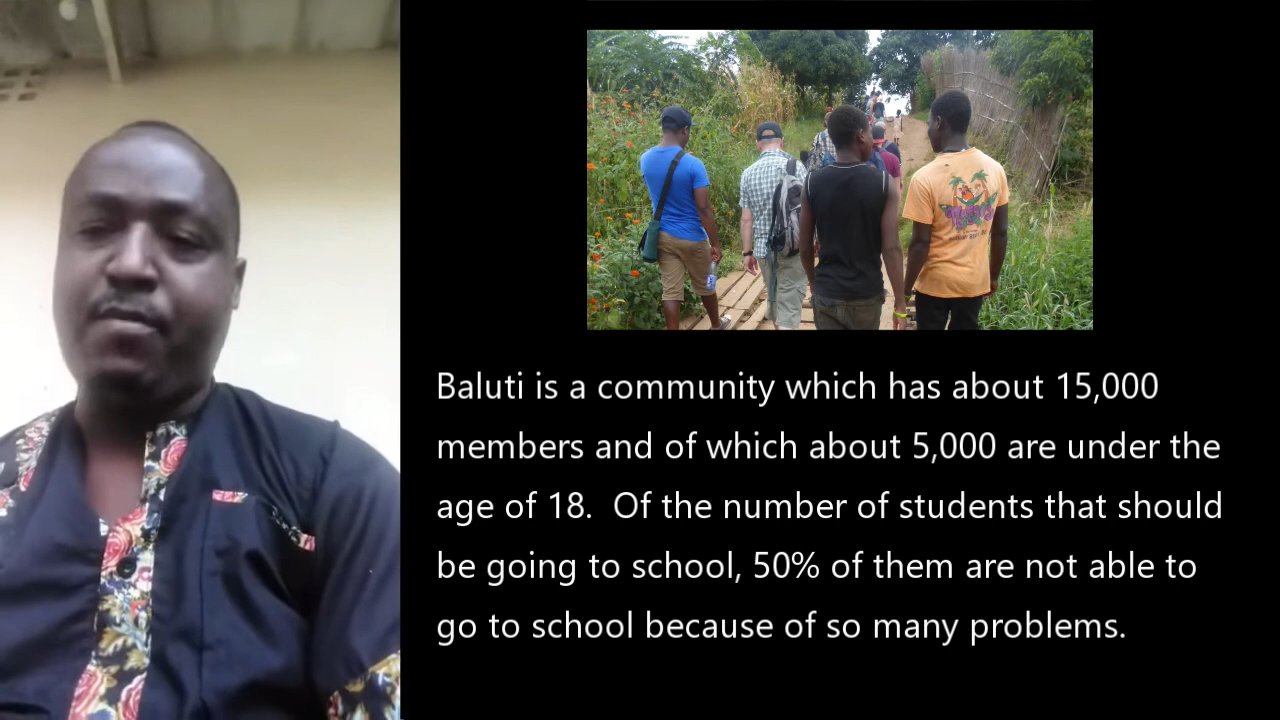 Baluti is a community which has about 15,000
members and of which about 5,000 are under the
age of 18.  Of the number of students that should
be going to school, 50% of them are not able to
go to school because of so many problems.